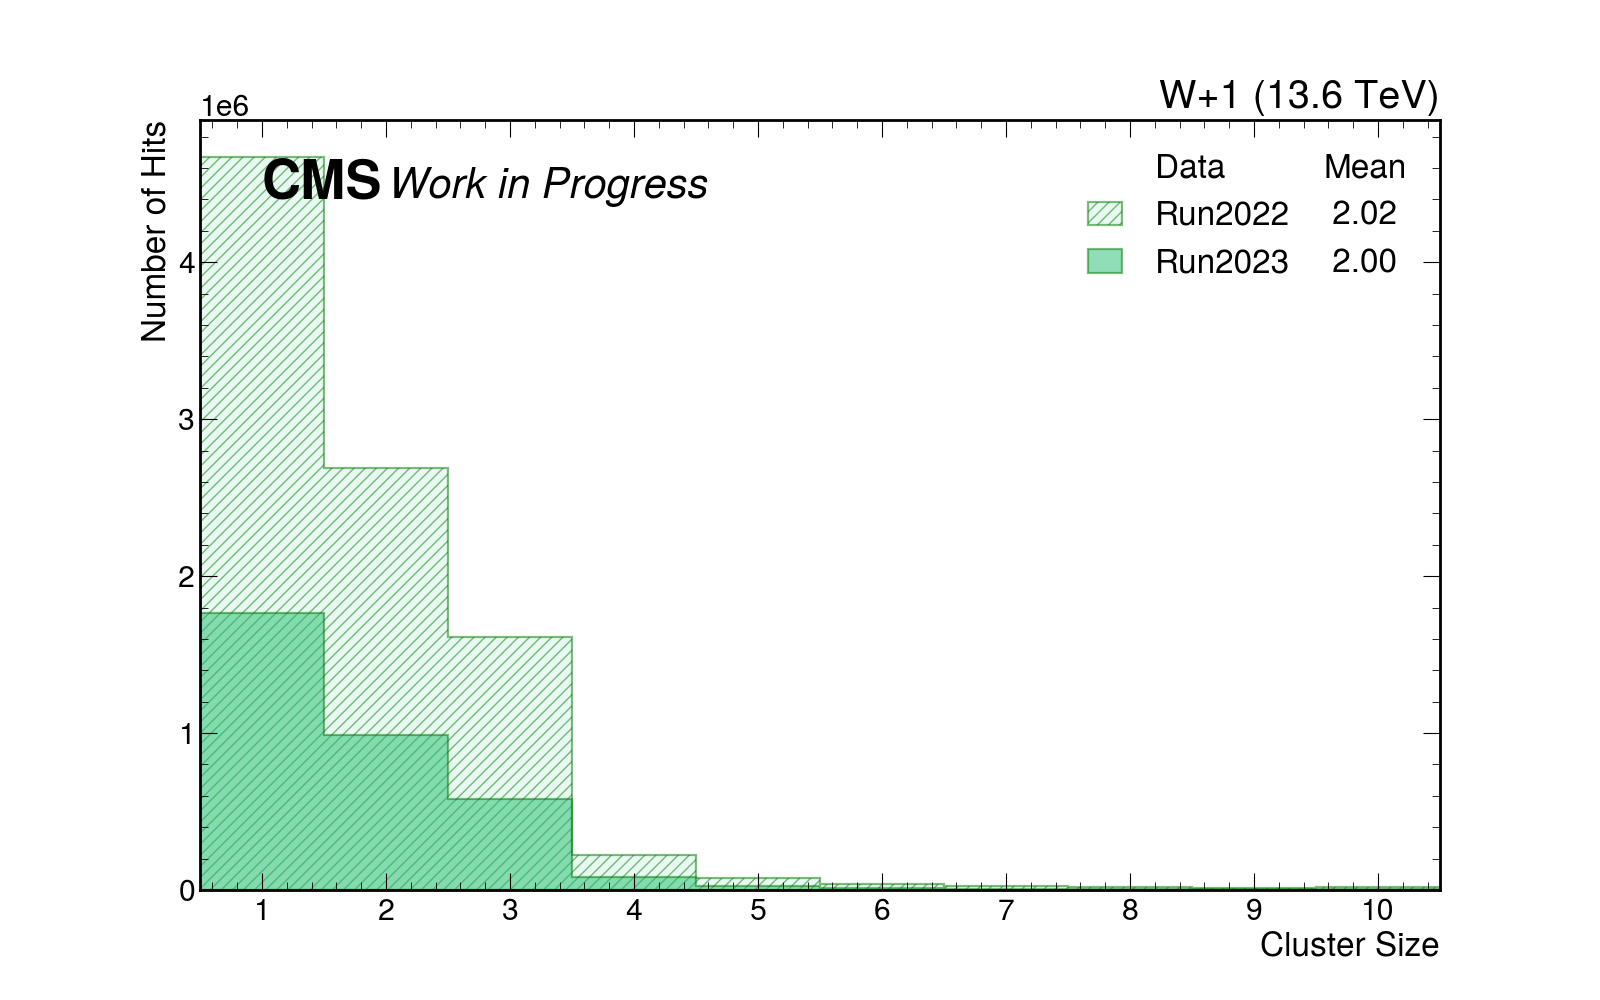 W+1 (13.6 TeV)
1e6
Number of Hits
CMS Work in Progress
Data Mean
Run2022 2.02
Run2023 2.00
4
3
2
1
0
1 2 3 4 5 6 7 8 9 10
Cluster Size